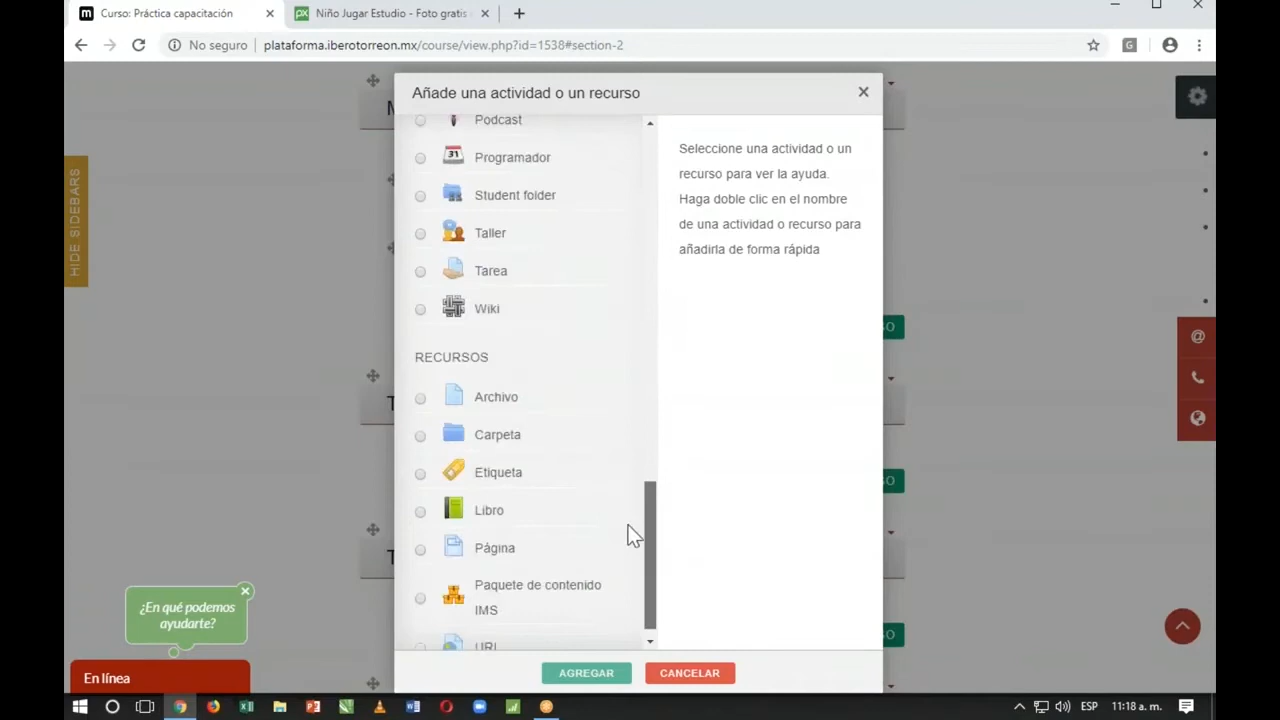 Curso: Práctica capacitación
Niño Jugar Estudio - Foto gratis
No seguro
plataforma.iberotorreon.mx/course/view.php?id=1538#section-2
Añade una actividad o un recurso
Podcast
Programador
Student folder
Taller
Tarea
Wiki
RECURSOS
Archivo
Carpeta
Etiqueta
Libro
Página
Paquete de contenido
IMS
URL
Seleccione una actividad o un
recurso para ver la ayuda.
Haga doble clic en el nombre
de una actividad o recurso para
añadirla de forma rápida
AGREGAR
CANCELAR
HIDE SIDEBARS
¿En qué podemos
ayudarte?
En línea
ESP
11:18 a. m.